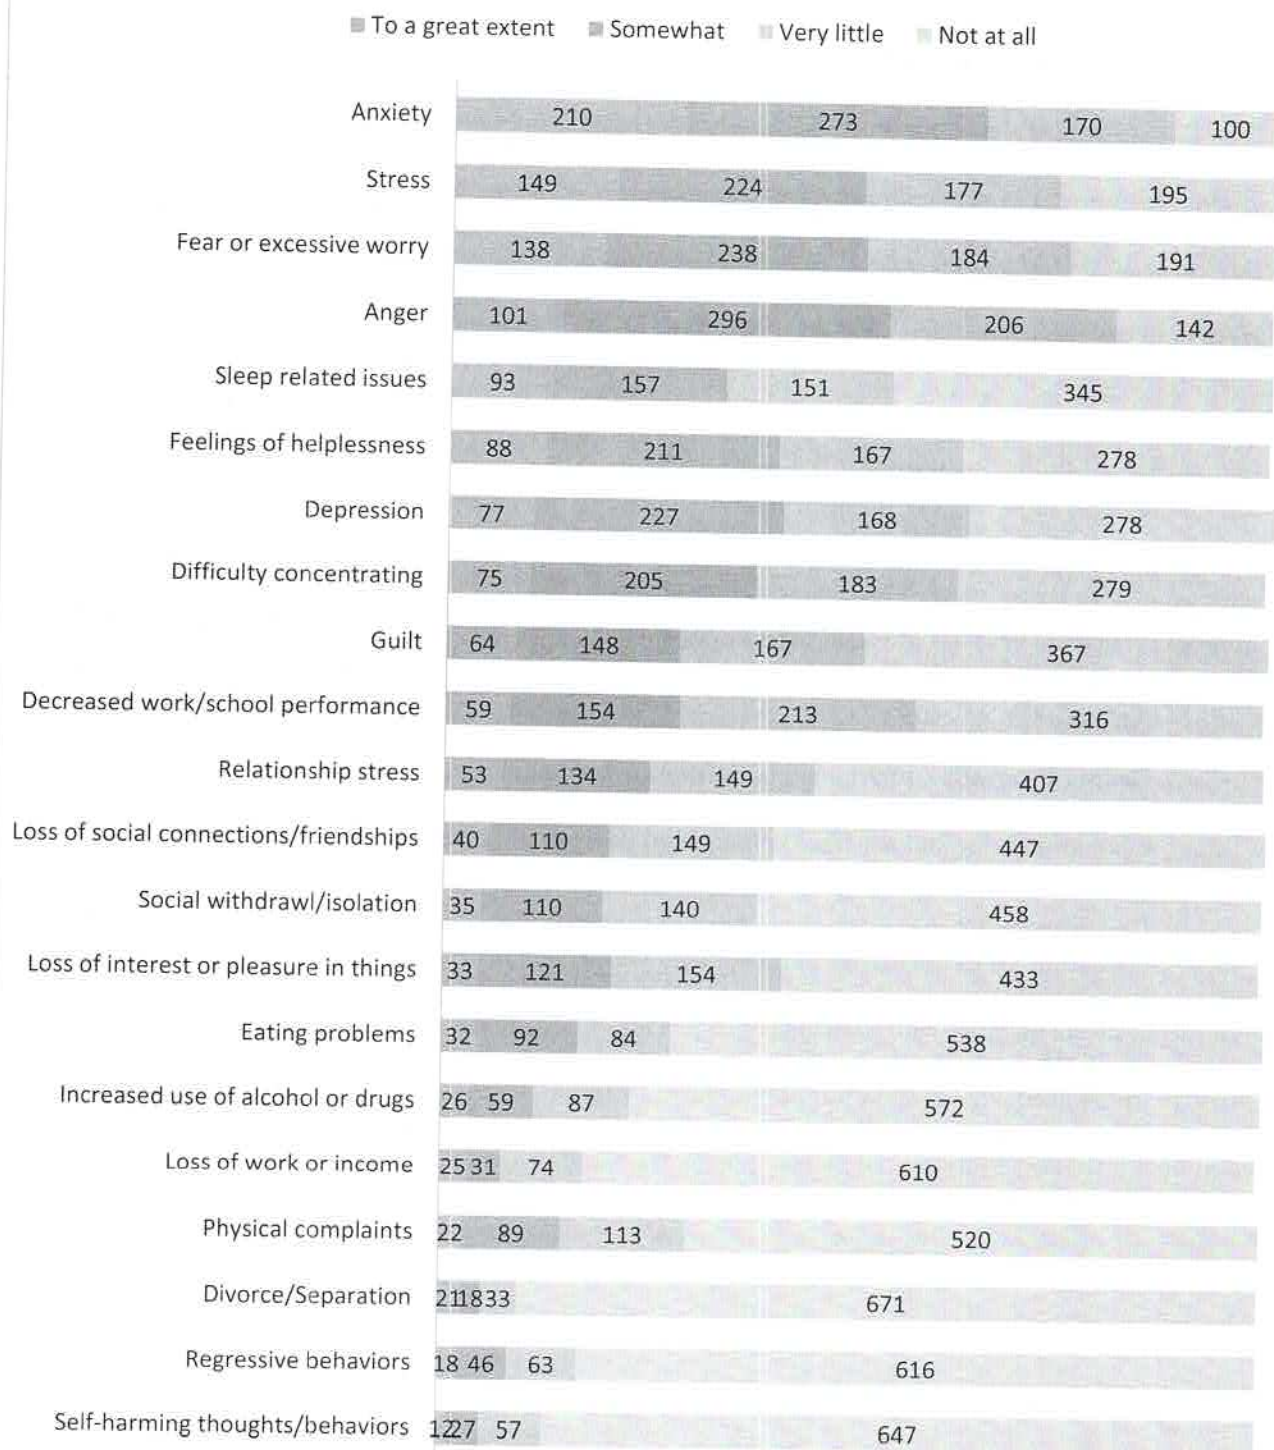 To a great extent Somewhat Very little Not at all
Anxiety 210 273 170 100
Stress 149 224 177 195
Fear or excessive worry 138 238 184 191
Anger 101 296 206 142
Sleep related issues 93 157 151 345
Feelings of helplessness 88 211 167 278
Depression 77 227 168 278
Difficulty concentrating 75 205 183 279
Guilt 64 148 167 367
Decreased work/school performance 59 154 213 316
Relationship stress 53 134 149 407
Loss of social connections/friendships 40 110 149 447
Social withdrawl/isolation 35 110 140 458
Loss of interest or pleasure in things 33 121 154 433
Eating problems 32 92 84 538
Increased use of alcohol or drugs 26 59 87 572
Loss of work or income 25 31 74 610
Physical complaints 22 89 113 520
Divorce/Separation 21 18 33 671
Regressive behaviors 18 46 63 616
Self-harming thoughts/behaviors 12 27 57 647